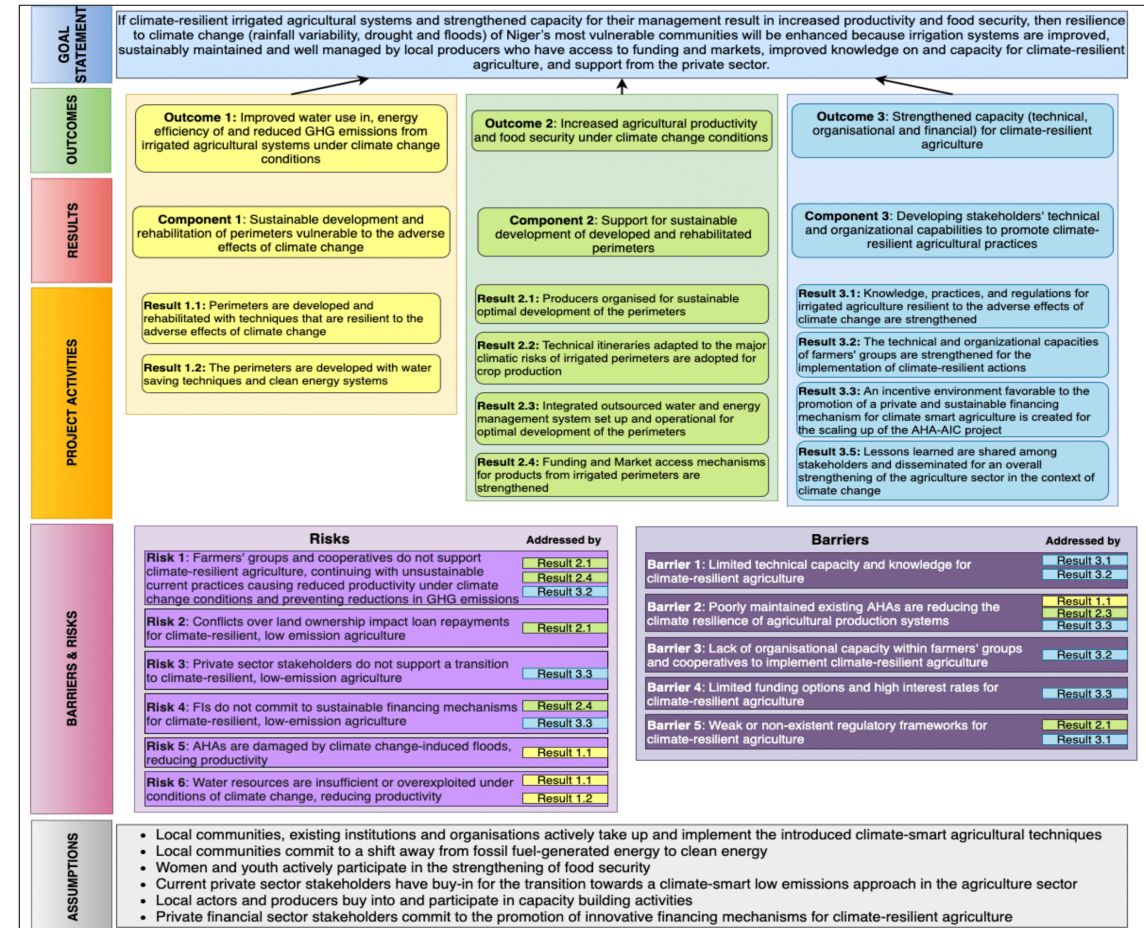 GOAL
STATEMENT
If climate-resilient irrigated agricultural systems and strengthened capacity for their management result in increased productivity and food security, then resilience
to climate change (rainfall variability, drought and floods) of Niger's most vulnerable communities will be enhanced because irrigation systems are improved,
sustainably maintained and well managed by local producers who have access to funding and markets, improved knowledge on and capacity for climate-resilient
agriculture, and support from the private sector.
OUTCOMES
Outcome 1: Improved water use in, energy
efficiency of and reduced GHG emissions from
irrigated agricultural systems under climate change
conditions
Outcome 2: Increased agricultural productivity
and food security under climate change conditions
Outcome 3: Strengthened capacity (technical,
organisational and financial) for climate-resilient
agriculture
RESULTS
Component 1: Sustainable development and
rehabilitation of perimeters vulnerable to the adverse
effects of climate change
Component 2: Support for sustainable
development of developed and rehabilitated
perimeters
Component 3: Developing stakeholders' technical
and organizational capabilities to promote climate-
resilient agricultural practices
PROJECT ACTIVITIES
Result 1.1: Perimeters are developed and
rehabilitated with techniques that are resilient to the
adverse effects of climate change
Result 1.2: The perimeters are developed with water
saving techniques and clean energy systems
Result 2.1: Producers organised for sustainable
optimal development of the perimeters
Result 2.2: Technical itineraries adapted to the major
climatic risks of irrigated perimeters are adopted for
crop production
Result 2.3: Integrated outsourced water and energy
management system set up and operational for
optimal development of the perimeters
Result 2.4: Funding and Market access mechanisms
for products from irrigated perimeters are
strengthened
Result 3.1: Knowledge, practices, and regulations for
irrigated agriculture resilient to the adverse effects of
climate change are strengthened
Result 3.2: The technical and organizational capacities
of farmers' groups are strengthened for the
implementation of climate-resilient actions
Result 3.3: An incentive environment favorable to the
promotion of a private and sustainable financing
mechanism for climate smart agriculture is created for
the scaling up of the AHA-AIC project
Result 3.5: Lessons learned are shared among
stakeholders and disseminated for an overall
strengthening of the agriculture sector in the context of
climate change
BARRIERS & RISKS
Risks
Addressed by
Risk 1: Farmers' groups and cooperatives do not support
climate-resilient agriculture, continuing with unsustainable
current practices causing reduced productivity under climate
change conditions and preventing reductions in GHG emissions
Result 2.1
Result 2.4
Result 3.2
Risk 2: Conflicts over land ownership impact loan repayments
for climate-resilient, low emission agriculture
Result 2.1
Risk 3: Private sector stakeholders do not support a transition
to climate-resilient, low-emission agriculture
Result 3.3
Risk 4: FIs do not commit to sustainable financing mechanisms
for climate-resilient, low-emission agriculture
Result 2.4
Result 3.3
Risk 5: AHAs are damaged by climate change-induced floods,
reducing productivity
Result 1.1
Risk 6: Water resources are insufficient or overexploited under
conditions of climate change, reducing productivity
Result 1.1
Result 1.2
Barriers
Addressed by
Barrier 1: Limited technical capacity and knowledge for
climate-resilient agriculture
Result 3.1
Result 3.2
Barrier 2: Poorly maintained existing AHAs are reducing the
climate resilience of agricultural production systems
Result 1.1
Result 2.3
Result 3.3
Barrier 3: Lack of organisational capacity within farmers' groups
and cooperatives to implement climate-resilient agriculture
Result 3.2
Barrier 4: Limited funding options and high interest rates for
climate-resilient agriculture
Result 3.3
Barrier 5: Weak or non-existent regulatory frameworks for
climate-resilient agriculture
Result 2.1
Result 3.1
ASSUMPTIONS
• Local communities, existing institutions and organisations actively take up and implement the introduced climate-smart agricultural techniques
• Local communities commit to a shift away from fossil fuel-generated energy to clean energy
• Women and youth actively participate in the strengthening of food security
• Current private sector stakeholders have buy-in for the transition towards a climate-smart low emissions approach in the agriculture sector
• Local actors and producers buy into and participate in capacity building activities
• Private financial sector stakeholders commit to the promotion of innovative financing mechanisms for climate-resilient agriculture